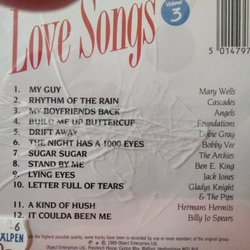 Love Songs
Volume 3
5 014797
1. MY GUY Mary Wells
2. RHYTHM OF THE RAIN Cascades
3. MY BOYFRIENDS BACK Angels
4. BUILD ME UP BUTTERCUP Foundations
5. DRIFT AWAY Dobie Gray
6. THE NIGHT HAS A 1000 EYES Bobby Vee
7. SUGAR SUGAR The Archies
8. STAND BY ME Ben E. King
9. LYING EYES Jack Jones
10. LETTER FULL OF TEARS Gladys Knight
& The Pips
11. A KIND OF HUSH Hermans Hermits
12. IT COULDA BEEN ME Billy Jo Spears
6
ALPEN